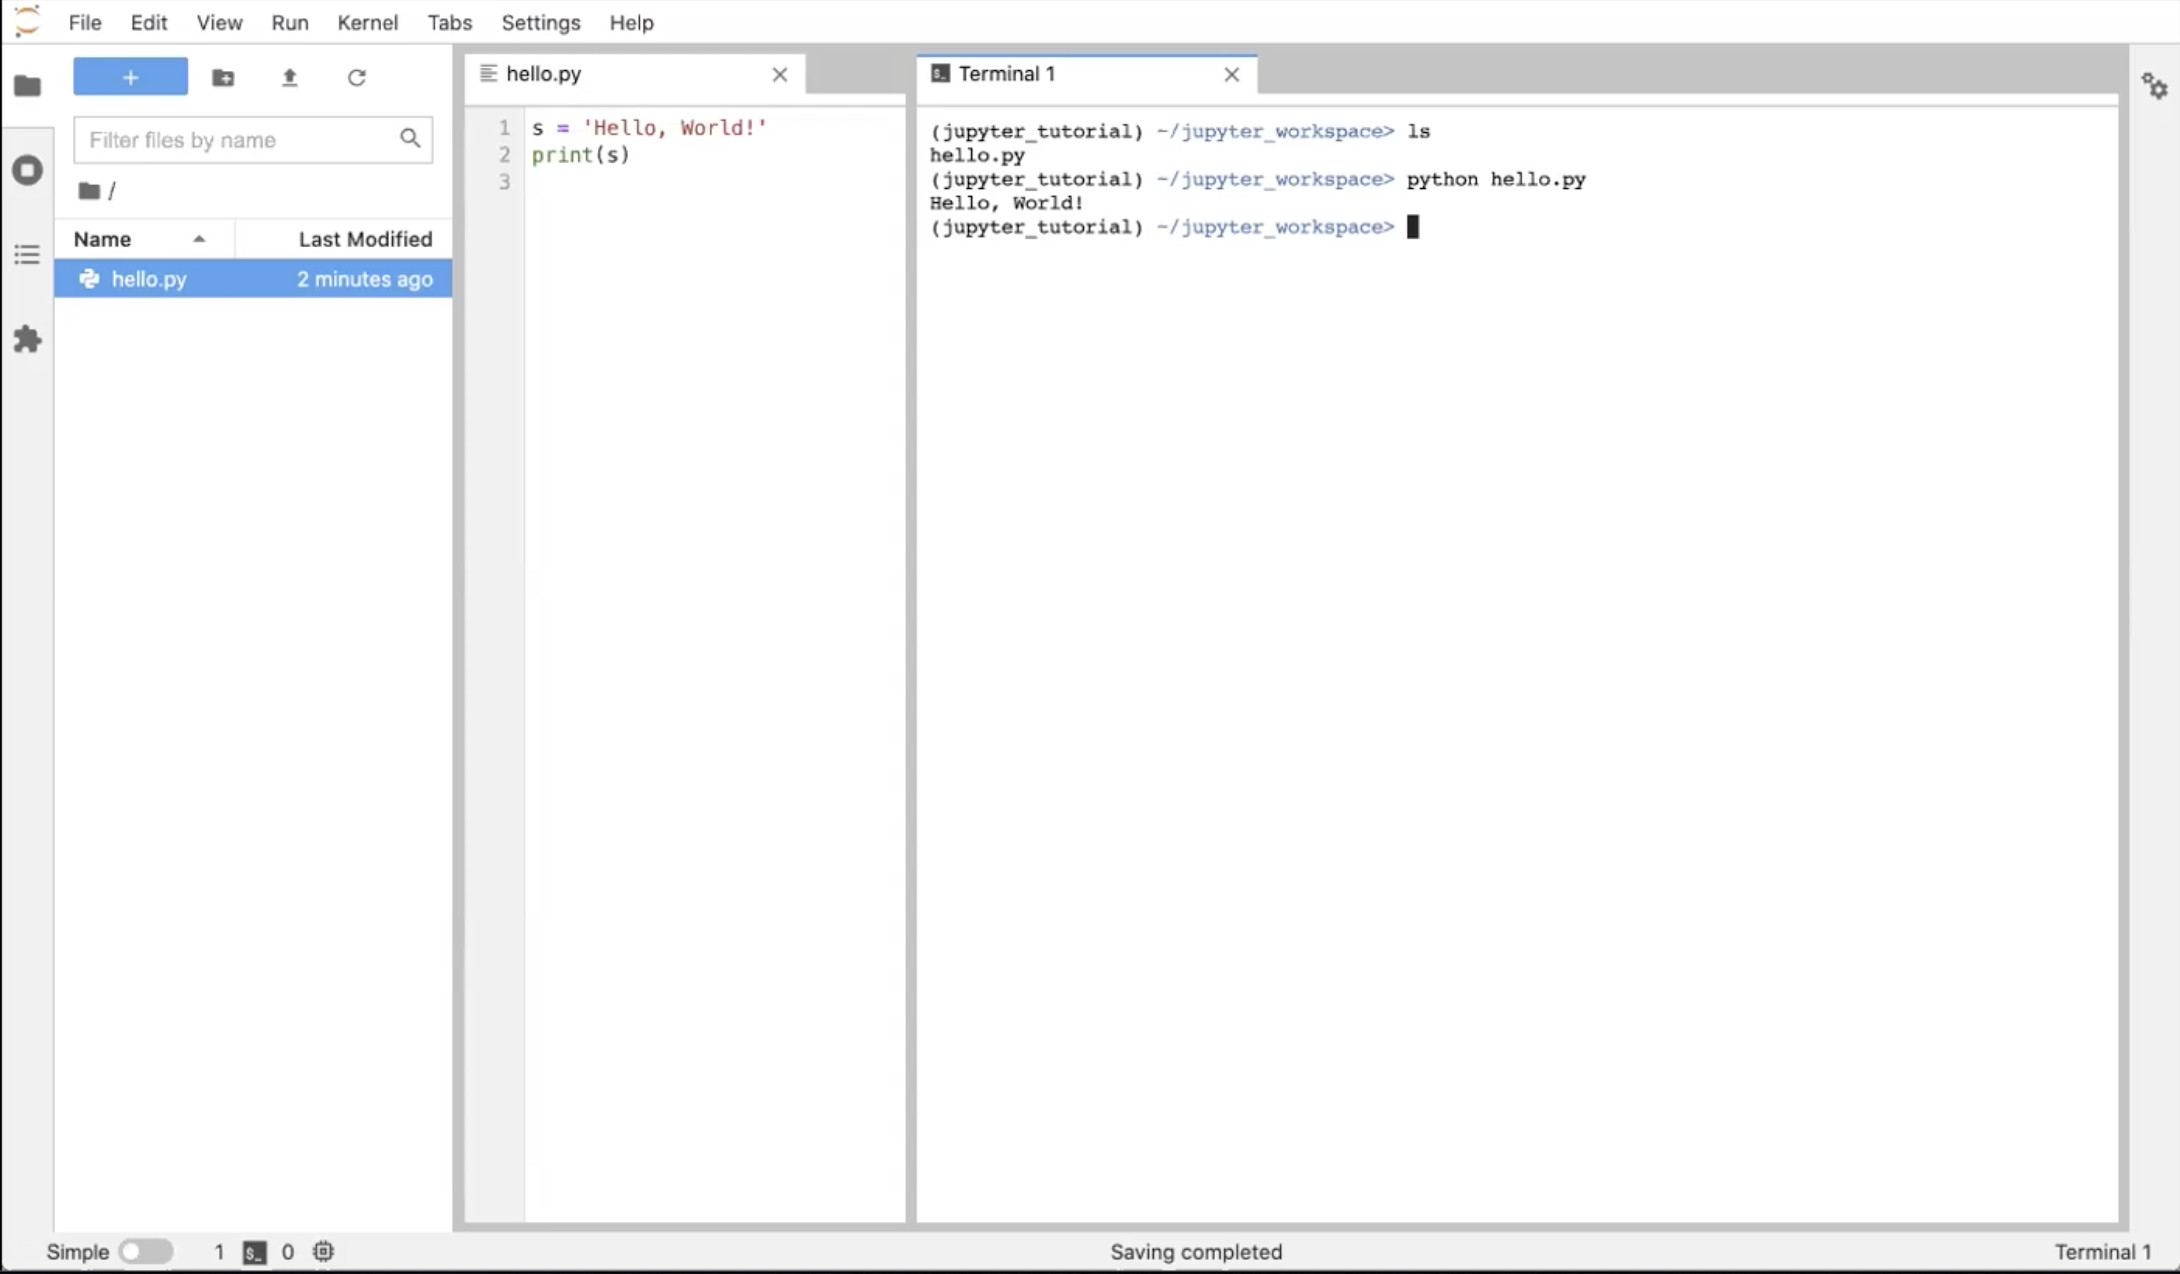 File Edit View Run Kernel Tabs Settings Help
+
Filter files by name
/
Name Last Modified
hello.py 2 minutes ago
hello.py
1 s = 'Hello, World!'
2 print(s)
3
Terminal 1
(jupyter_tutorial) ~/jupyter_workspace> ls
hello.py
(jupyter_tutorial) ~/jupyter_workspace> python hello.py
Hello, World!
(jupyter_tutorial) ~/jupyter_workspace>
Simple 1 $_ 0 Saving completed Terminal 1